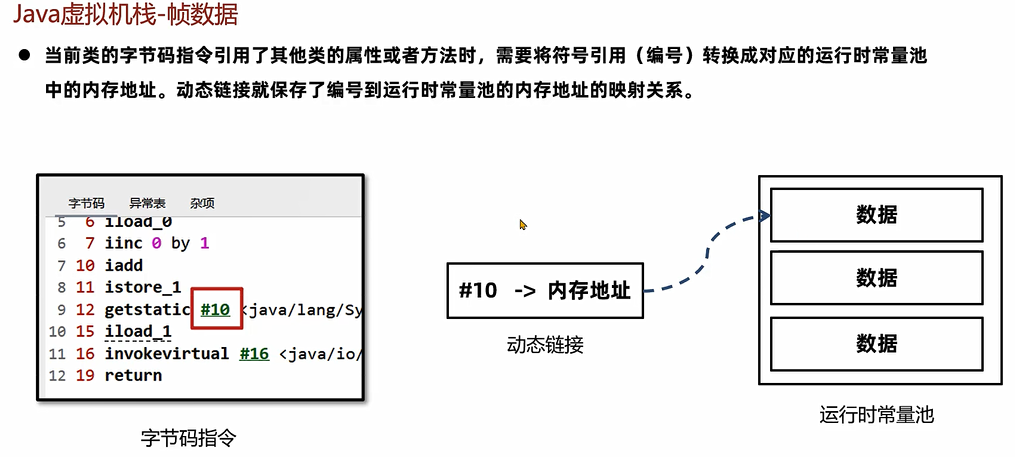 Java虚拟机栈-帧数据
● 当前类的字节码指令引用了其他类的属性或者方法时，需要将符号引用（编号）转换成对应的运行时常量池
中的内存地址。动态链接就保存了编号到运行时常量池的内存地址的映射关系。
字节码 异常表 杂项
5 6 iload_0
6 7 iinc 0 by 1
7 10 iadd
8 11 istore_1
9 12 getstatic #10 <java/lang/Sy
10 15 iload_1
11 16 invokevirtual #16 <java/io/
12 19 return
字节码指令
#10 -> 内存地址
动态链接
数据
数据
数据
运行时常量池